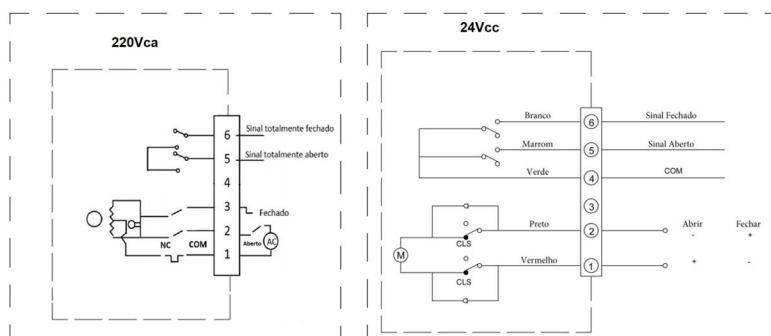 220Vca
6 Sinal totalmente fechado
5 Sinal totalmente aberto
4
3 Fechado
2
NC COM 1 Aberto AC
24Vcc
Branco 6 Sinal Fechado
Marrom 5 Sinal Aberto
Verde 4 COM
3
Preto 2 Abrir Fechar
- +
CLS
M
Vermelho 1 + -
CLS